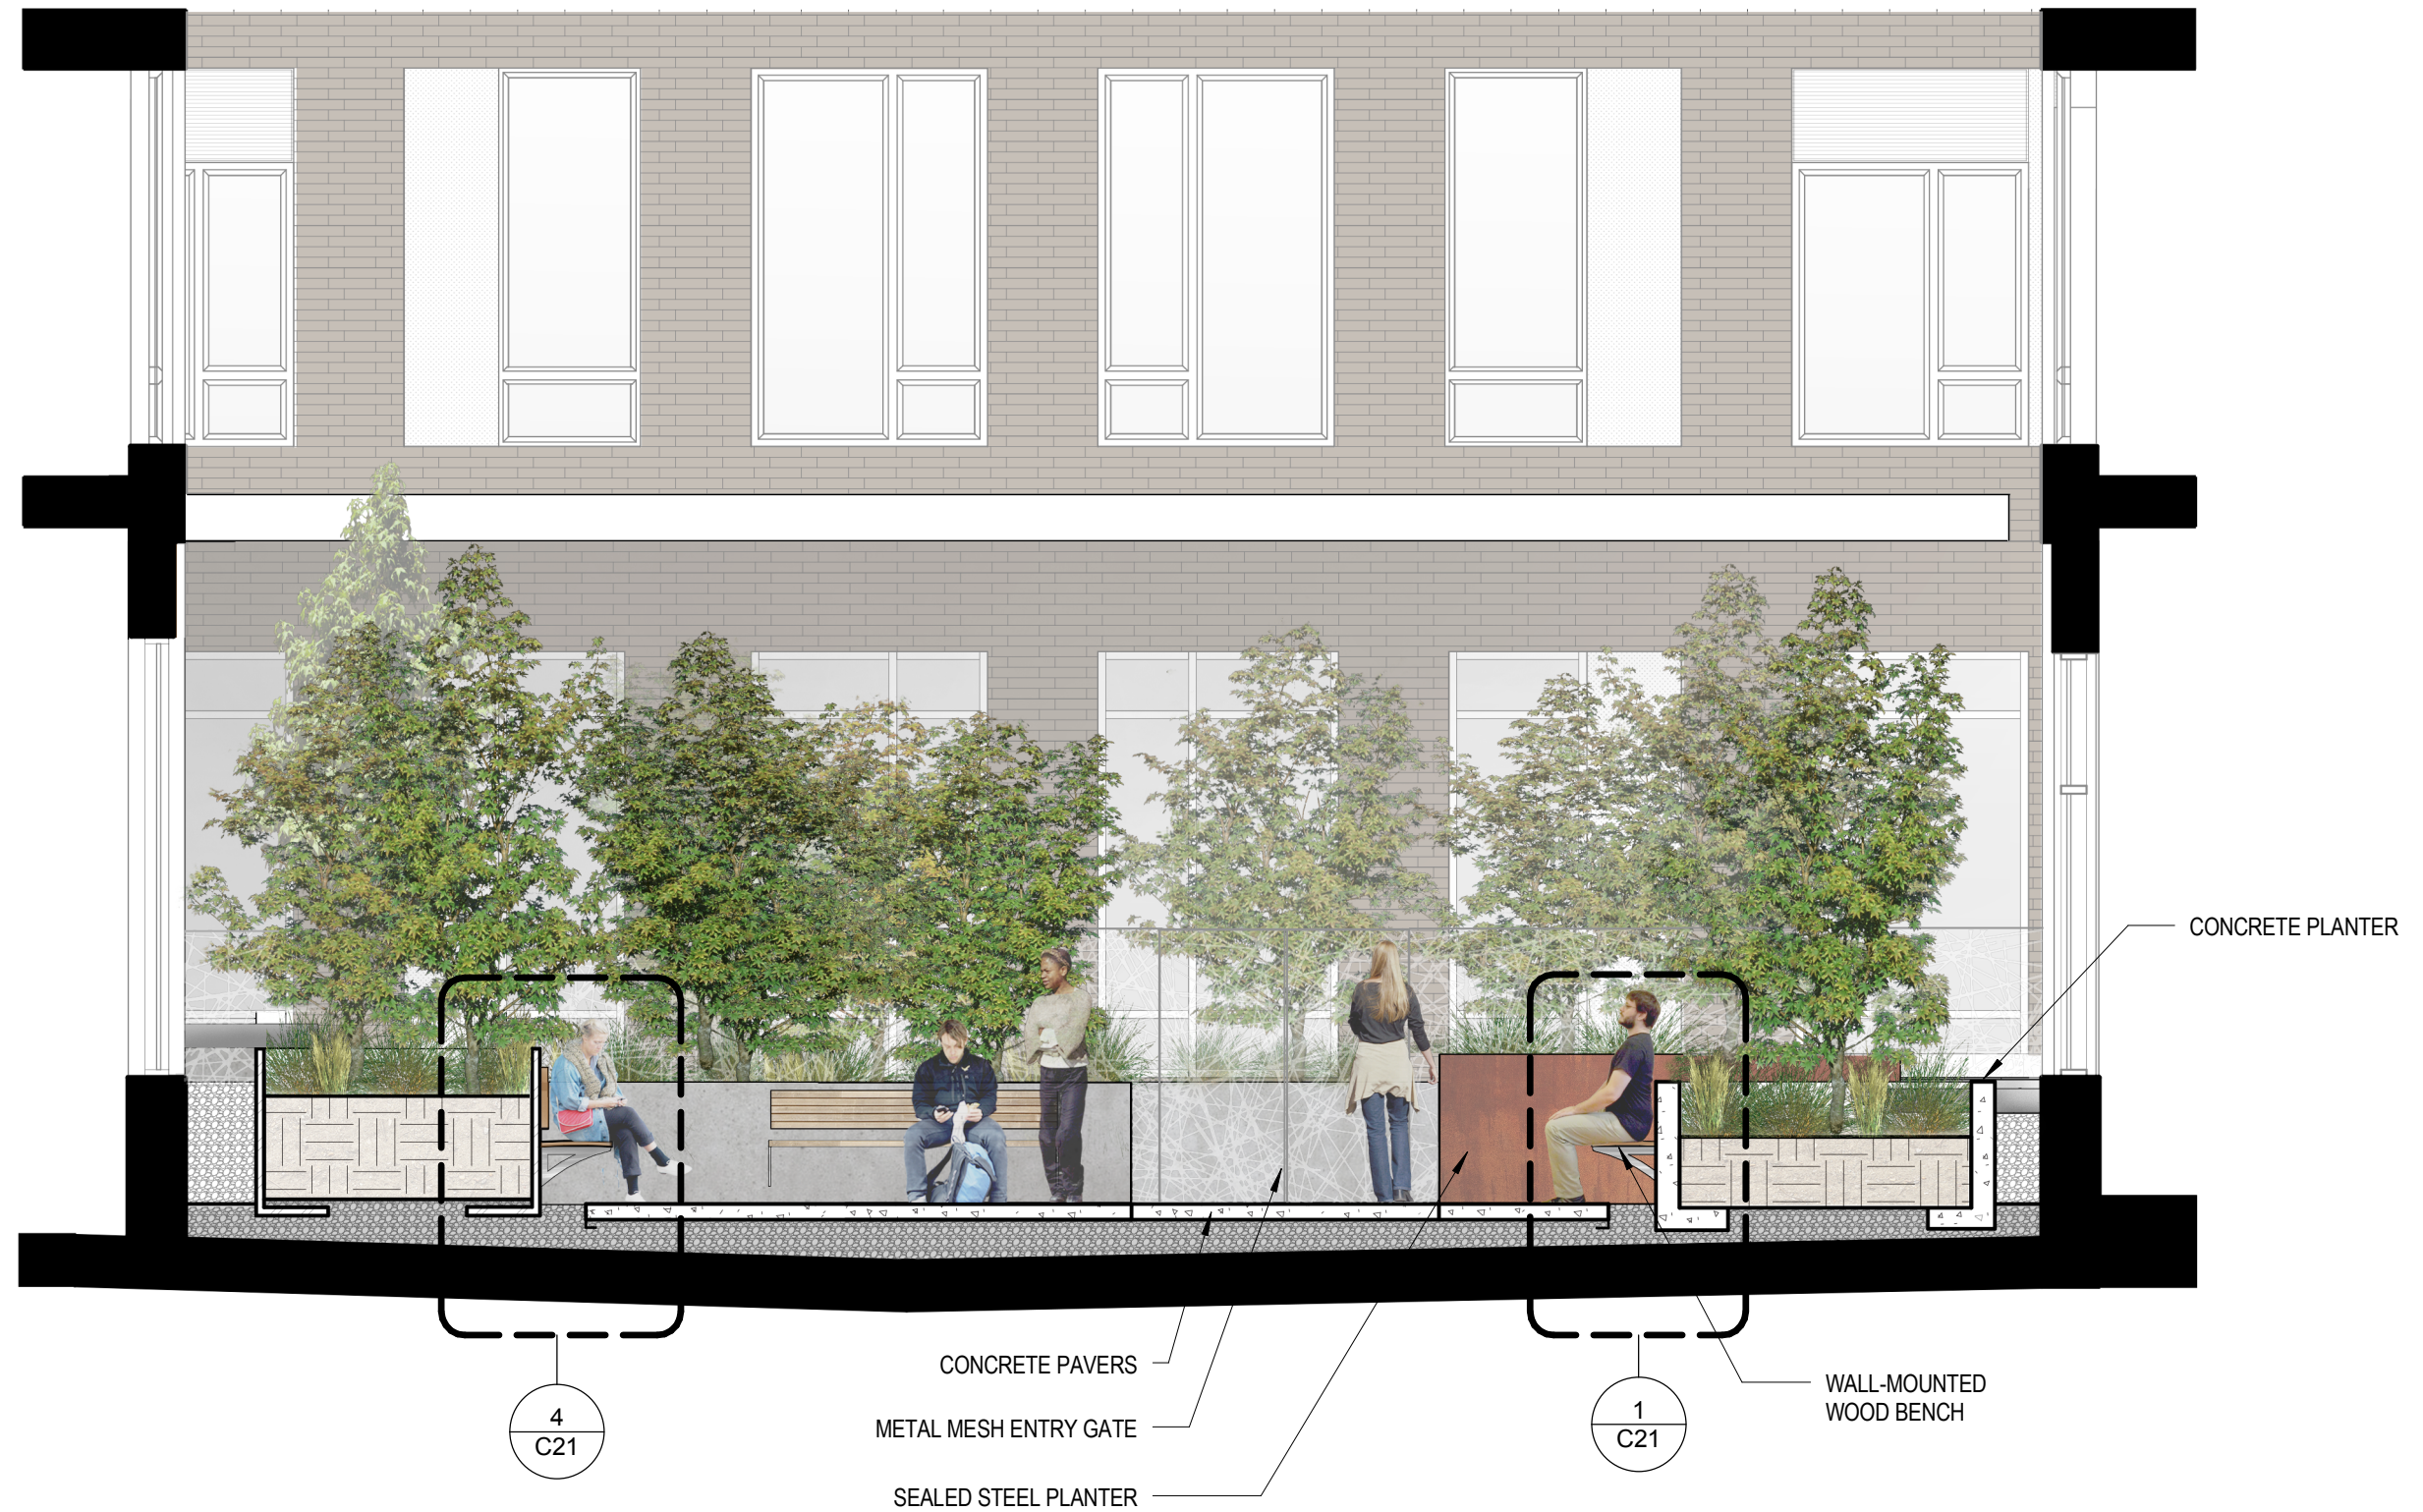 CONCRETE PLANTER
CONCRETE PAVERS
METAL MESH ENTRY GATE
SEALED STEEL PLANTER
WALL-MOUNTED
WOOD BENCH
4
C21
1
C21